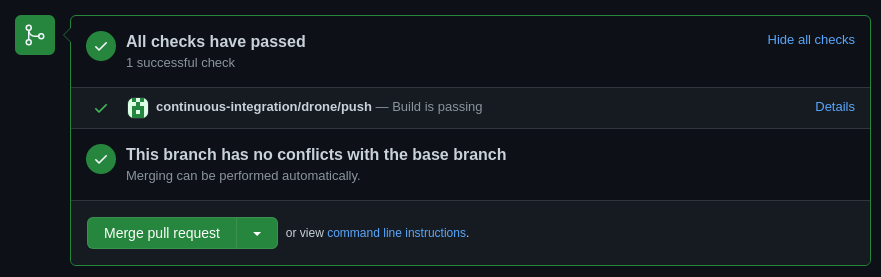 All checks have passed
Hide all checks
1 successful check
continuous-integration/drone/push — Build is passing
Details
This branch has no conflicts with the base branch
Merging can be performed automatically.
Merge pull request
or view command line instructions.